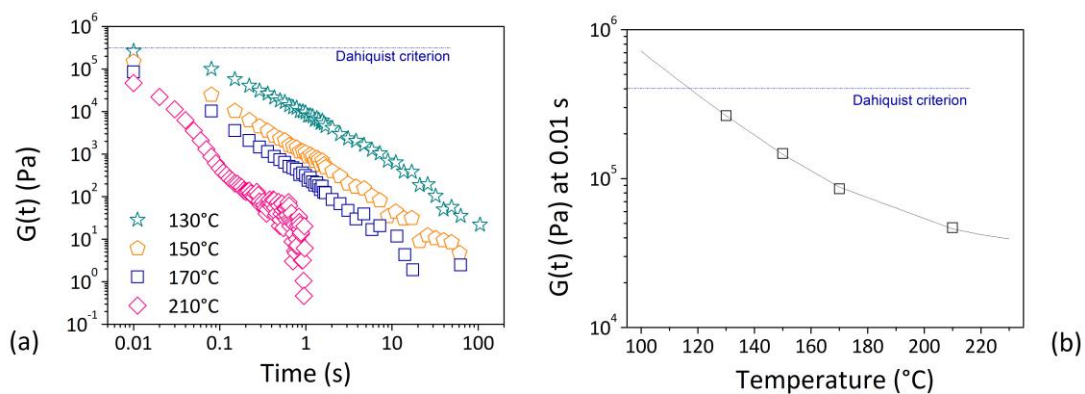 G(t) (Pa)
10^6
10^5
10^4
10^3
10^2
10^1
10^0
10^-1
Dahiquist criterion
130°C
150°C
170°C
210°C
0.01 0.1 1 10 100
Time (s)
(a)
G(t) (Pa) at 0.01 s
10^6
10^5
10^4
Dahiquist criterion
100 120 140 160 180 200 220
Temperature (°C)
(b)